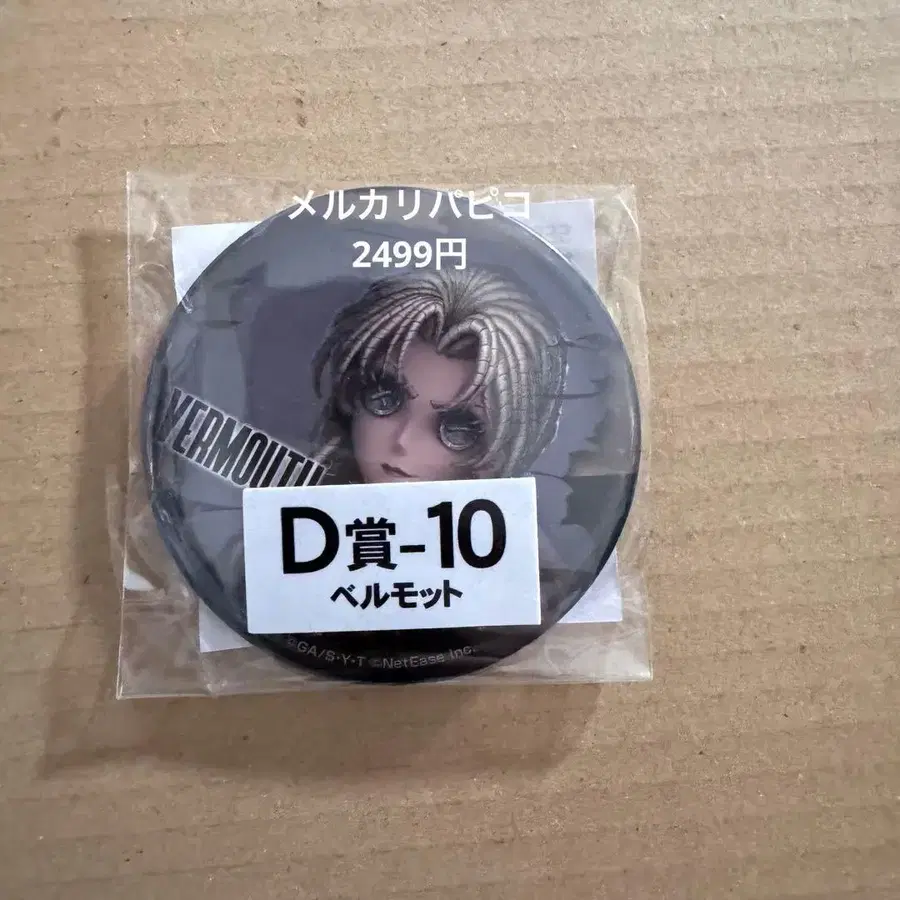 メルカリパピコ
2499円
VERMOUTH
D賞-10
ベルモット
GA/S・Y・T ©NetEase Inc.